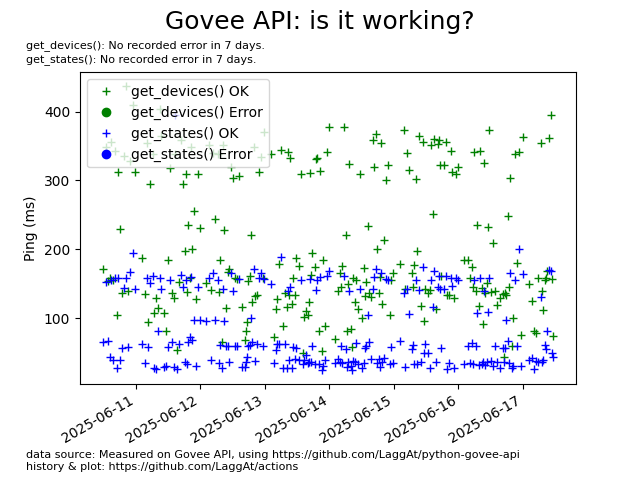 Govee API: is it working?
get_devices(): No recorded error in 7 days.
get_states(): No recorded error in 7 days.
get_devices() OK
get_devices() Error
get_states() OK
get_states() Error
Ping (ms)
400
300
200
100
2025-06-11
2025-06-12
2025-06-13
2025-06-14
2025-06-15
2025-06-16
2025-06-17
data source: Measured on Govee API, using https://github.com/LaggAt/python-govee-api
history & plot: https://github.com/LaggAt/actions